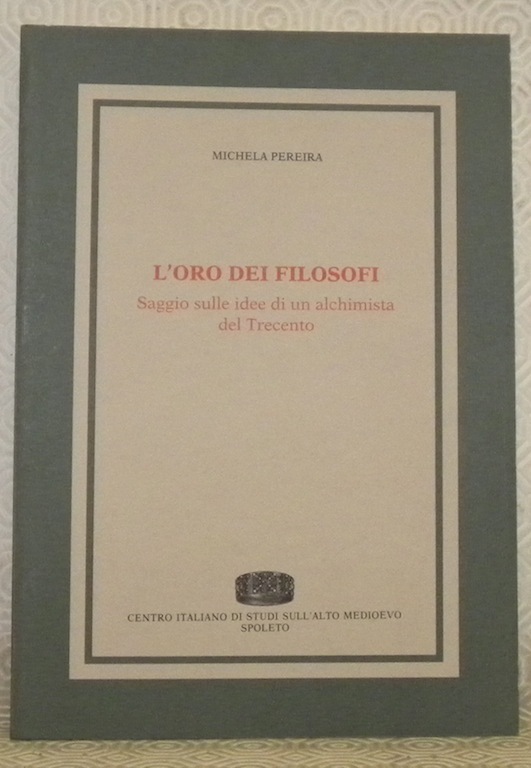 MICHELA PEREIRA
L'ORO DEI FILOSOFI
Saggio sulle idee di un alchimista
del Trecento
CENTRO ITALIANO DI STUDI SULL'ALTO MEDIOEVO
SPOLETO